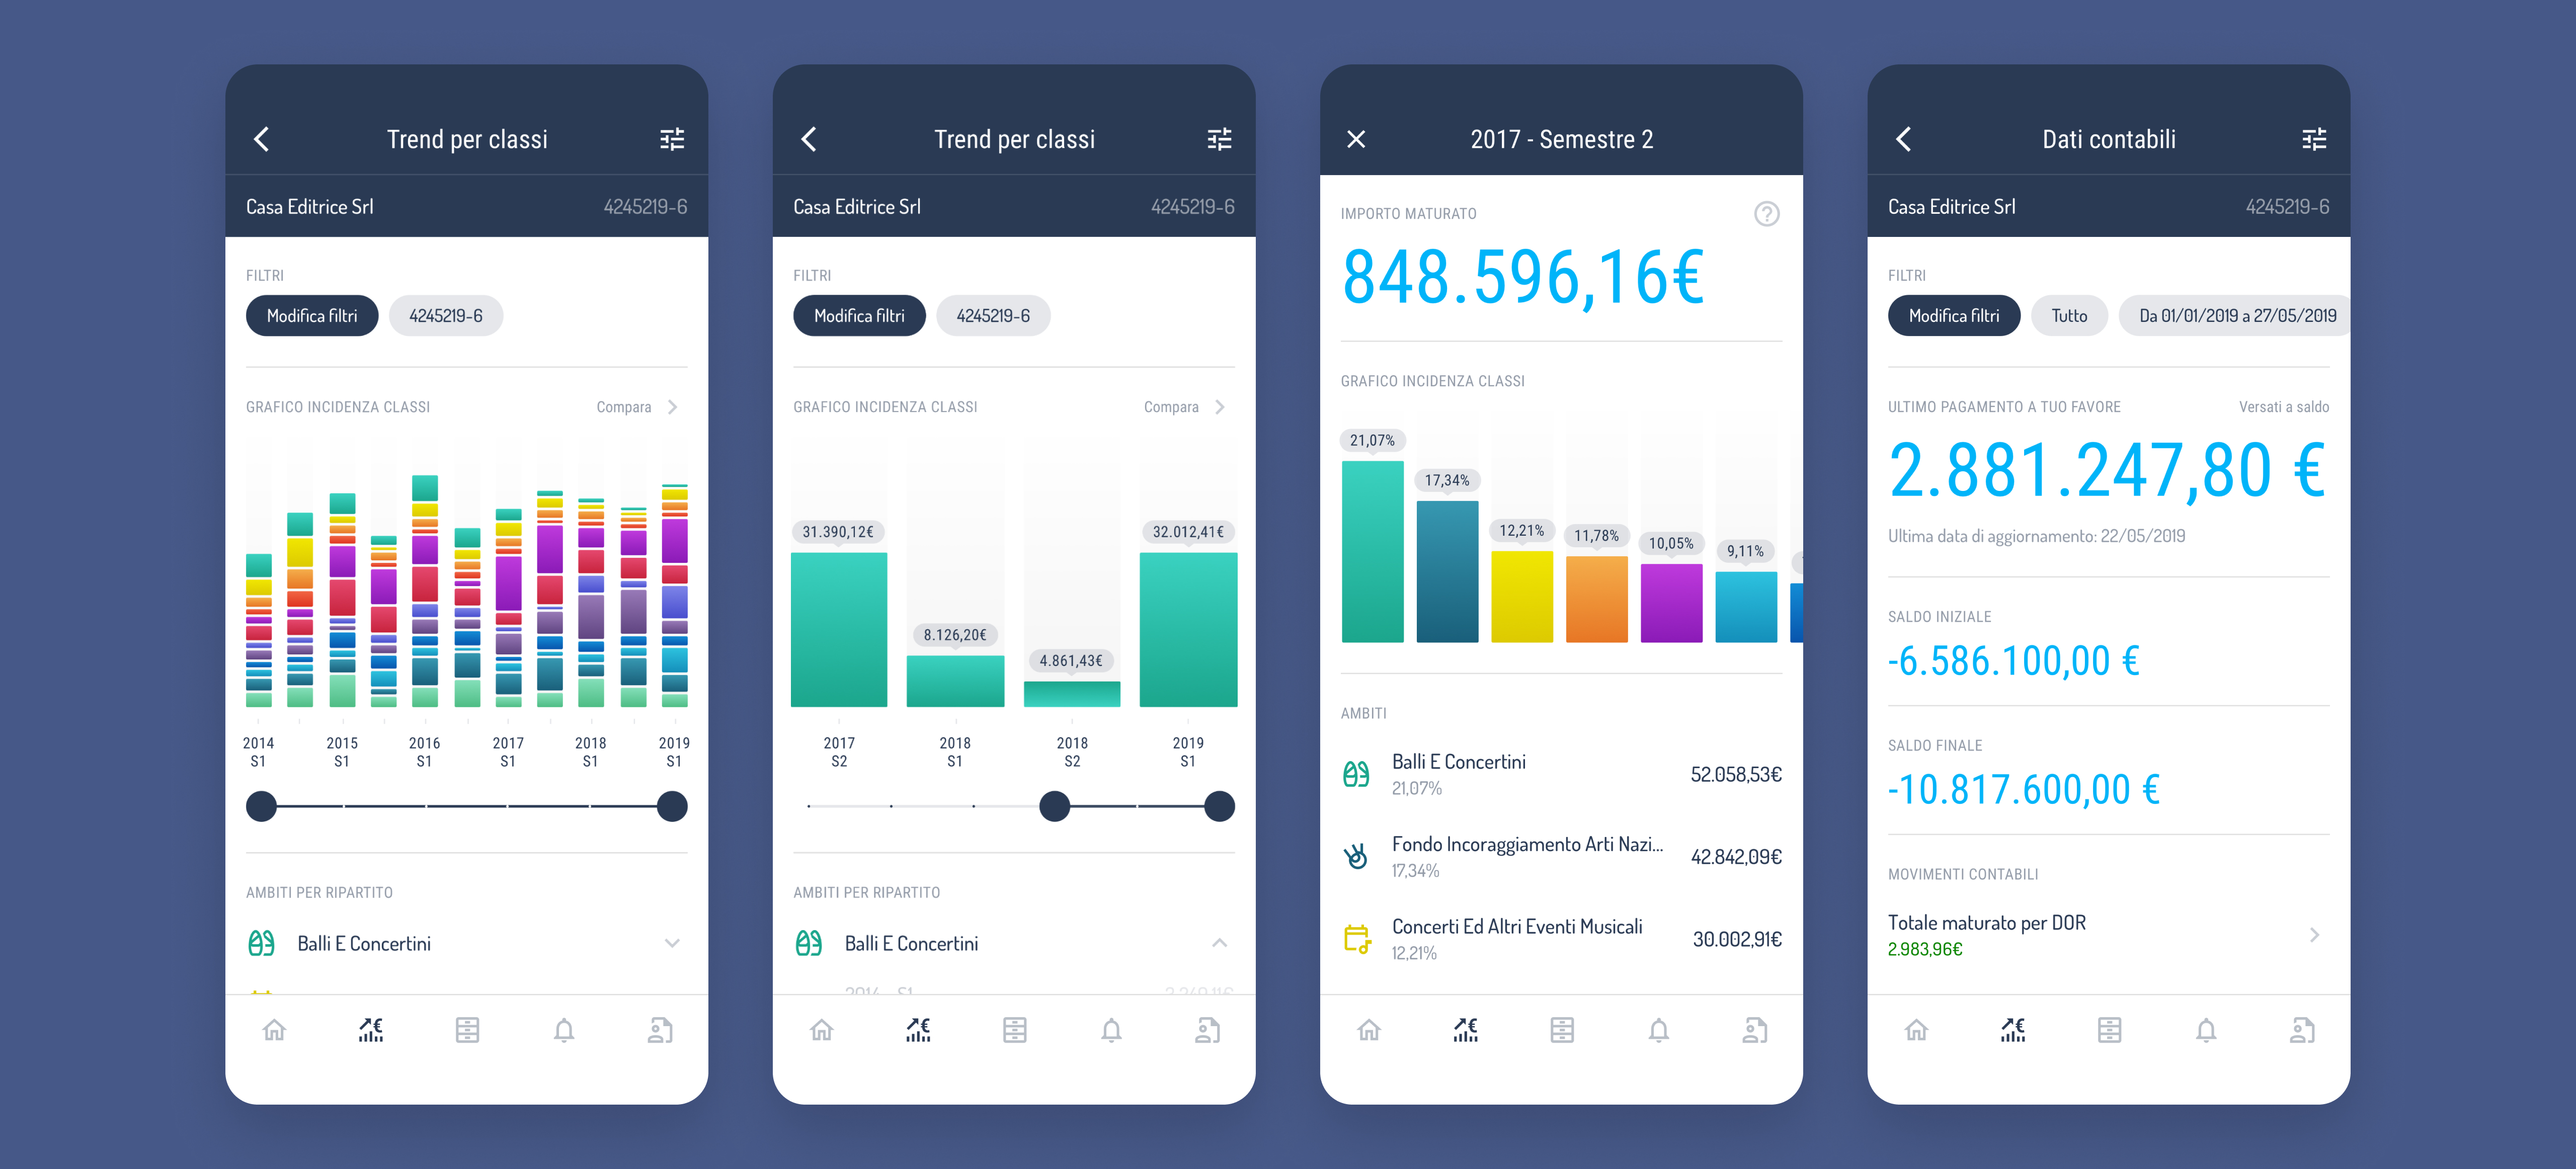 Trend per classi
Casa Editrice Srl 4245219-6
FILTRI
Modifica filtri 4245219-6
GRAFICO INCIDENZA CLASSI Compara
2014 2015 2016 2017 2018 2019
S1 S1 S1 S1 S1 S1
AMBITI PER RIPARTITO
Balli E Concertini
Trend per classi
Casa Editrice Srl 4245219-6
FILTRI
Modifica filtri 4245219-6
GRAFICO INCIDENZA CLASSI Compara
31.390,12€ 8.126,20€ 4.861,43€ 32.012,41€
2017 2018 2018 2019
S2 S1 S2 S1
AMBITI PER RIPARTITO
Balli E Concertini
2014 - S1
2017 - Semestre 2
IMPORTO MATURATO
848.596,16€
GRAFICO INCIDENZA CLASSI
21,07% 17,34% 12,21% 11,78% 10,05% 9,11%
AMBITI
Balli E Concertini 52.058,53€
21,07%
Fondo Incoraggiamento Arti Nazi... 42.842,09€
17,34%
Concerti Ed Altri Eventi Musicali 30.002,91€
12,21%
Dati contabili
Casa Editrice Srl 4245219-6
FILTRI
Modifica filtri Tutto Da 01/01/2019 a 27/05/2019
ULTIMO PAGAMENTO A TUO FAVORE Versati a saldo
2.881.247,80 €
Ultima data di aggiornamento: 22/05/2019
SALDO INIZIALE
-6.586.100,00 €
SALDO FINALE
-10.817.600,00 €
MOVIMENTI CONTABILI
Totale maturato per DOR
2.983,96€